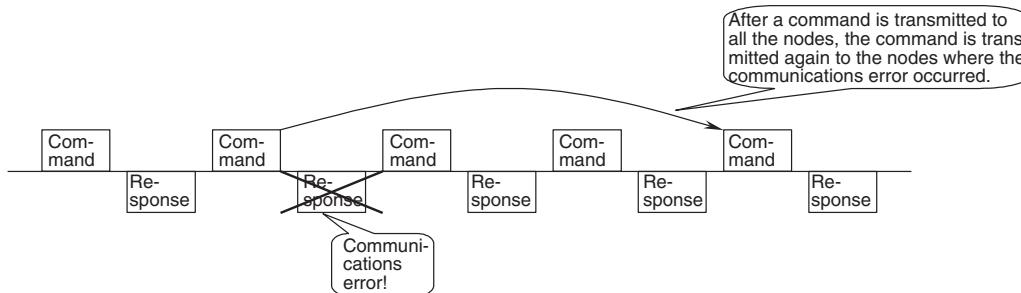 After a command is transmitted to
all the nodes, the command is trans
mitted again to the nodes where the
communications error occurred.
Com-
mand
Com-
mand
Com-
mand
Com-
mand
Com-
mand
Re-
sponse
Re-
sponse
Re-
sponse
Re-
sponse
Re-
sponse
Communi-
cations
error!